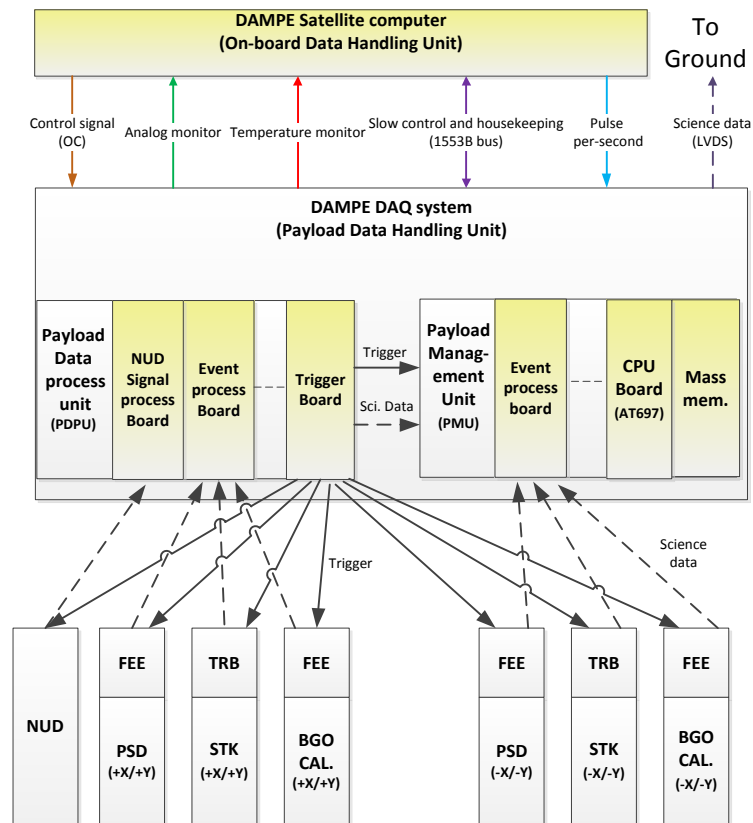 DAMPE Satellite computer
(On-board Data Handling Unit)
To
Ground
Control signal
(OC)
Analog monitor
Temperature monitor
Slow control and housekeeping
(1553B bus)
Pulse
per-second
Science data
(LVDS)
DAMPE DAQ system
(Payload Data Handling Unit)
Payload
Data
process
unit
(PDPU)
NUD
Signal
process
Board
Event
process
Board
Trigger
Board
Trigger
Sci. Data
Payload
Manag-
ement
Unit
(PMU)
Event
process
board
CPU
Board
(AT697)
Mass
mem.
Trigger
Science
data
NUD
FEE
PSD
(+X/+Y)
TRB
STK
(+X/+Y)
FEE
BGO
CAL.
(+X/+Y)
FEE
PSD
(-X/-Y)
TRB
STK
(-X/-Y)
FEE
BGO
CAL.
(-X/-Y)